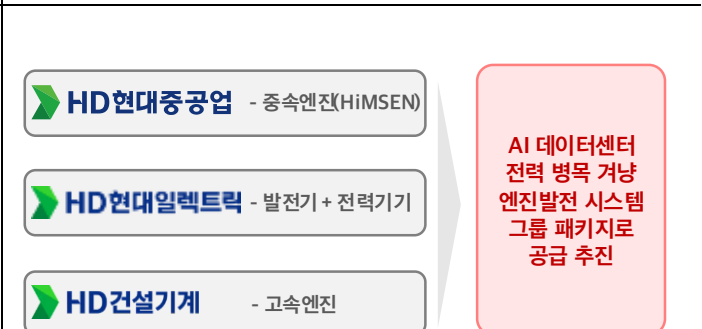 HD현대중공업 - 중속엔진(HiMSEN)
HD현대일렉트릭 - 발전기 + 전력기기
HD건설기계 - 고속엔진
AI 데이터센터
전력 병목 겨냥
엔진발전 시스템
그룹 패키지로
공급 추진